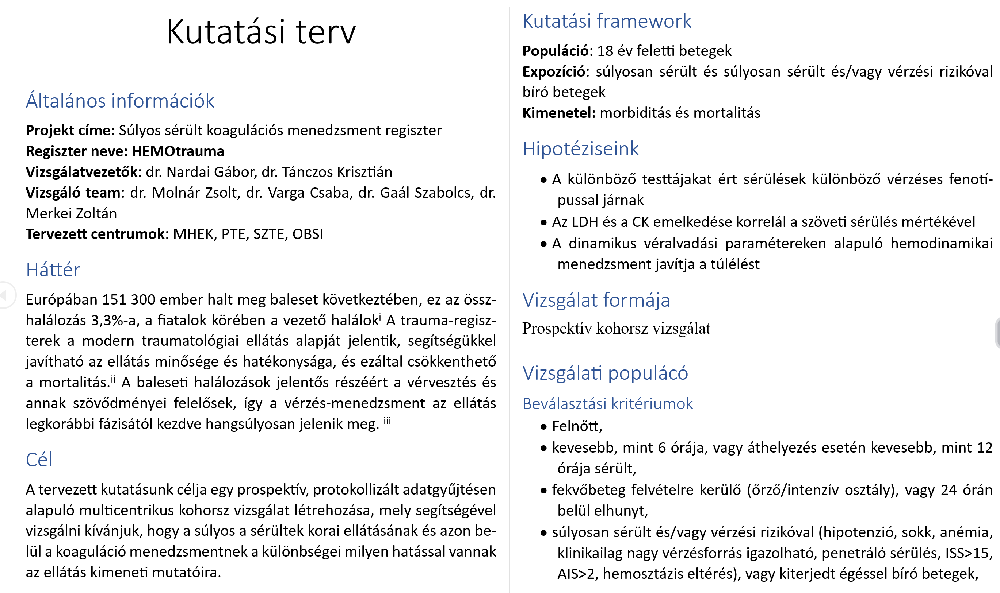 Kutatási terv
Általános információk
Projekt címe: Súlyos sérült koagulációs menedzsment regiszter
Regiszter neve: HEMOtrauma
Vizsgálatvezetők: dr. Nardai Gábor, dr. Tánczos Krisztián
Vizsgáló team: dr. Molnár Zsolt, dr. Varga Csaba, dr. Gaál Szabolcs, dr.
Merkei Zoltán
Tervezett centrumok: MHEK, PTE, SZTE, OBSI
Háttér
Európában 151 300 ember halt meg baleset következtében, ez az össz-
halálozás 3,3%-a, a fiatalok körében a vezető halálokⁱ A trauma-regisz-
terek a modern traumatológiai ellátás alapját jelentik, segítségükkel
javítható az ellátás minősége és hatékonysága, és ezáltal csökkenthető
a mortalitás.ⁱⁱ A baleseti halálozások jelentős részéért a vérvesztés és
annak szövődményei felelősek, így a vérzés-menedzsment az ellátás
legkorábbi fázisától kezdve hangsúlyosan jelenik meg. ⁱⁱⁱ
Cél
A tervezett kutatásunk célja egy prospektív, protokollizált adatgyűjtésen
alapuló multicentrikus kohorsz vizsgálat létrehozása, mely segítségével
vizsgálni kívánjuk, hogy a súlyos a sérültek korai ellátásának és azon be-
lül a koaguláció menedzsmentnek a különbségei milyen hatással vannak
az ellátás kimeneti mutatóira.
Kutatási framework
Populáció: 18 év feletti betegek
Expozíció: súlyosan sérült és súlyosan sérült és/vagy vérzési rizikóval
bíró betegek
Kimenetel: morbiditás és mortalitás
Hipotéziseink
• A különböző testtájakat ért sérülések különböző vérzéses fenotí-
pussal járnak
• Az LDH és a CK emelkedése korrelál a szöveti sérülés mértékével
• A dinamikus véralvadási paramétereken alapuló hemodinamikai
menedzsment javítja a túlélést
Vizsgálat formája
Prospektív kohorsz vizsgálat
Vizsgálati populácó
Beválasztási kritériumok
• Felnőtt,
• kevesebb, mint 6 órája, vagy áthelyezés esetén kevesebb, mint 12
órája sérült,
• fekvőbeteg felvételre kerülő (őrző/intenzív osztály), vagy 24 órán
belül elhunyt,
• súlyosan sérült és/vagy vérzési rizikóval (hipotenzió, sokk, anémia,
klinikailag nagy vérzésforrás igazolható, penetráló sérülés, ISS>15,
AIS>2, hemosztázis eltérés), vagy kiterjedt égéssel bíró betegek,